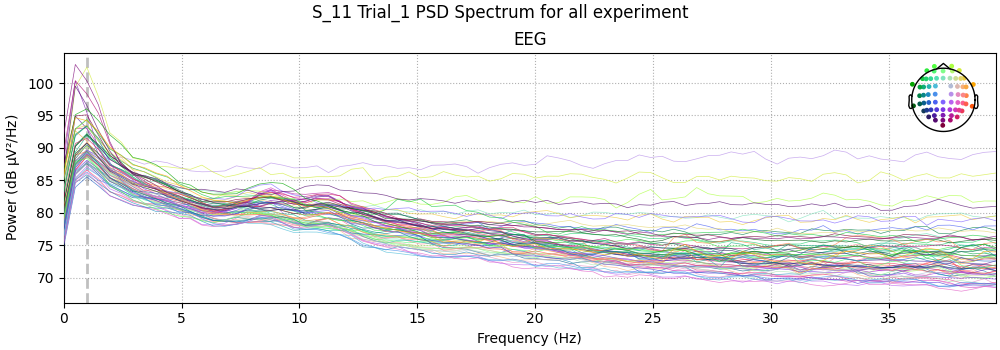 S_11 Trial_1 PSD Spectrum for all experiment
EEG
Power (dB µV²/Hz)
100
95
90
85
80
75
70
0 5 10 15 20 25 30 35
Frequency (Hz)